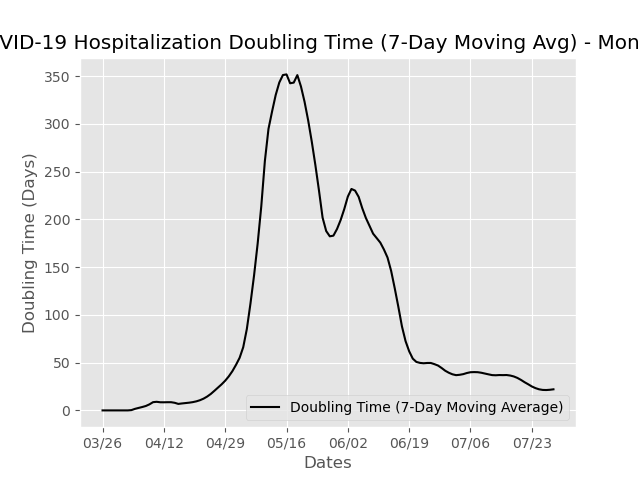 VID-19 Hospitalization Doubling Time (7-Day Moving Avg) - Mon
350
300
250
200
150
100
50
0
Doubling Time (Days)
Doubling Time (7-Day Moving Average)
03/26 04/12 04/29 05/16 06/02 06/19 07/06 07/23
Dates